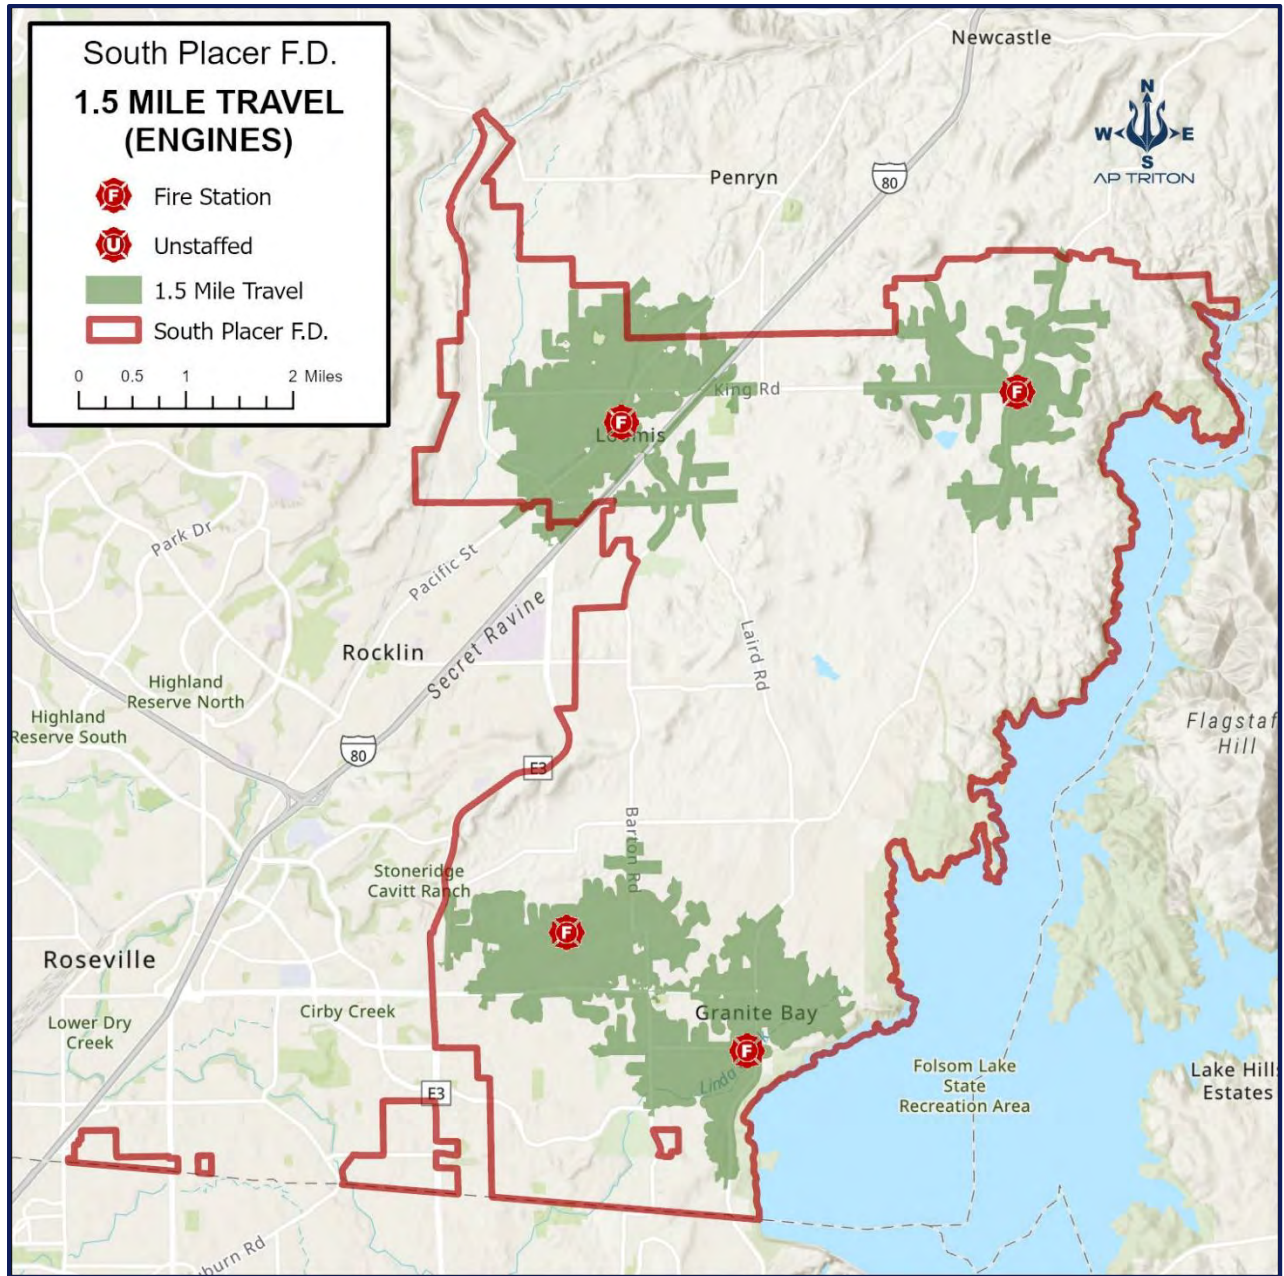 South Placer F.D.
1.5 MILE TRAVEL
(ENGINES)
F
Fire Station
U
Unstaffed
1.5 Mile Travel
South Placer F.D.
0 0.5 1 2 Miles
Newcastle
N
W E
S
AP TRITON
Penryn
80
King Rd
F
F
Loomis
Park Dr
Pacific St
Secret Ravine
Rocklin
Laird Rd
Highland
Reserve North
Highland
Reserve South
Flagstaf
Hill
80
E3
Barton Rd
Stoneridge
Cavitt Ranch
F
Roseville
Cirby Creek
Granite Bay
Lower Dry
Creek
F
Linda
Folsom Lake
State
Recreation Area
Lake Hills
Estates
E3
burn Rd